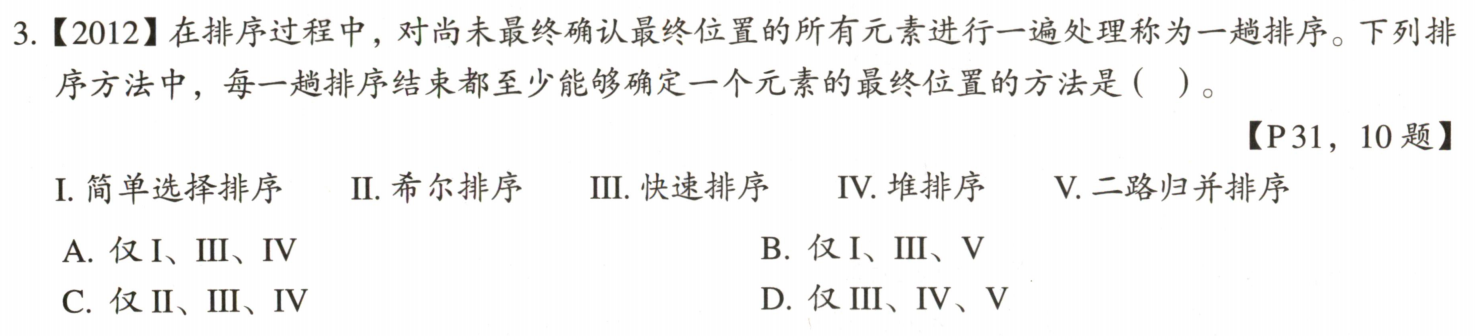 3.【2012】在排序过程中，对尚未最终确认最终位置的所有元素进行一遍处理称为一趟排序。下列排
序方法中，每一趟排序结束都至少能够确定一个元素的最终位置的方法是（ ）。
【P31，10 题】
I. 简单选择排序 II. 希尔排序 III. 快速排序 IV. 堆排序 V. 二路归并排序
A. 仅 I、III、IV B. 仅 I、III、V
C. 仅 II、III、IV D. 仅 III、IV、V